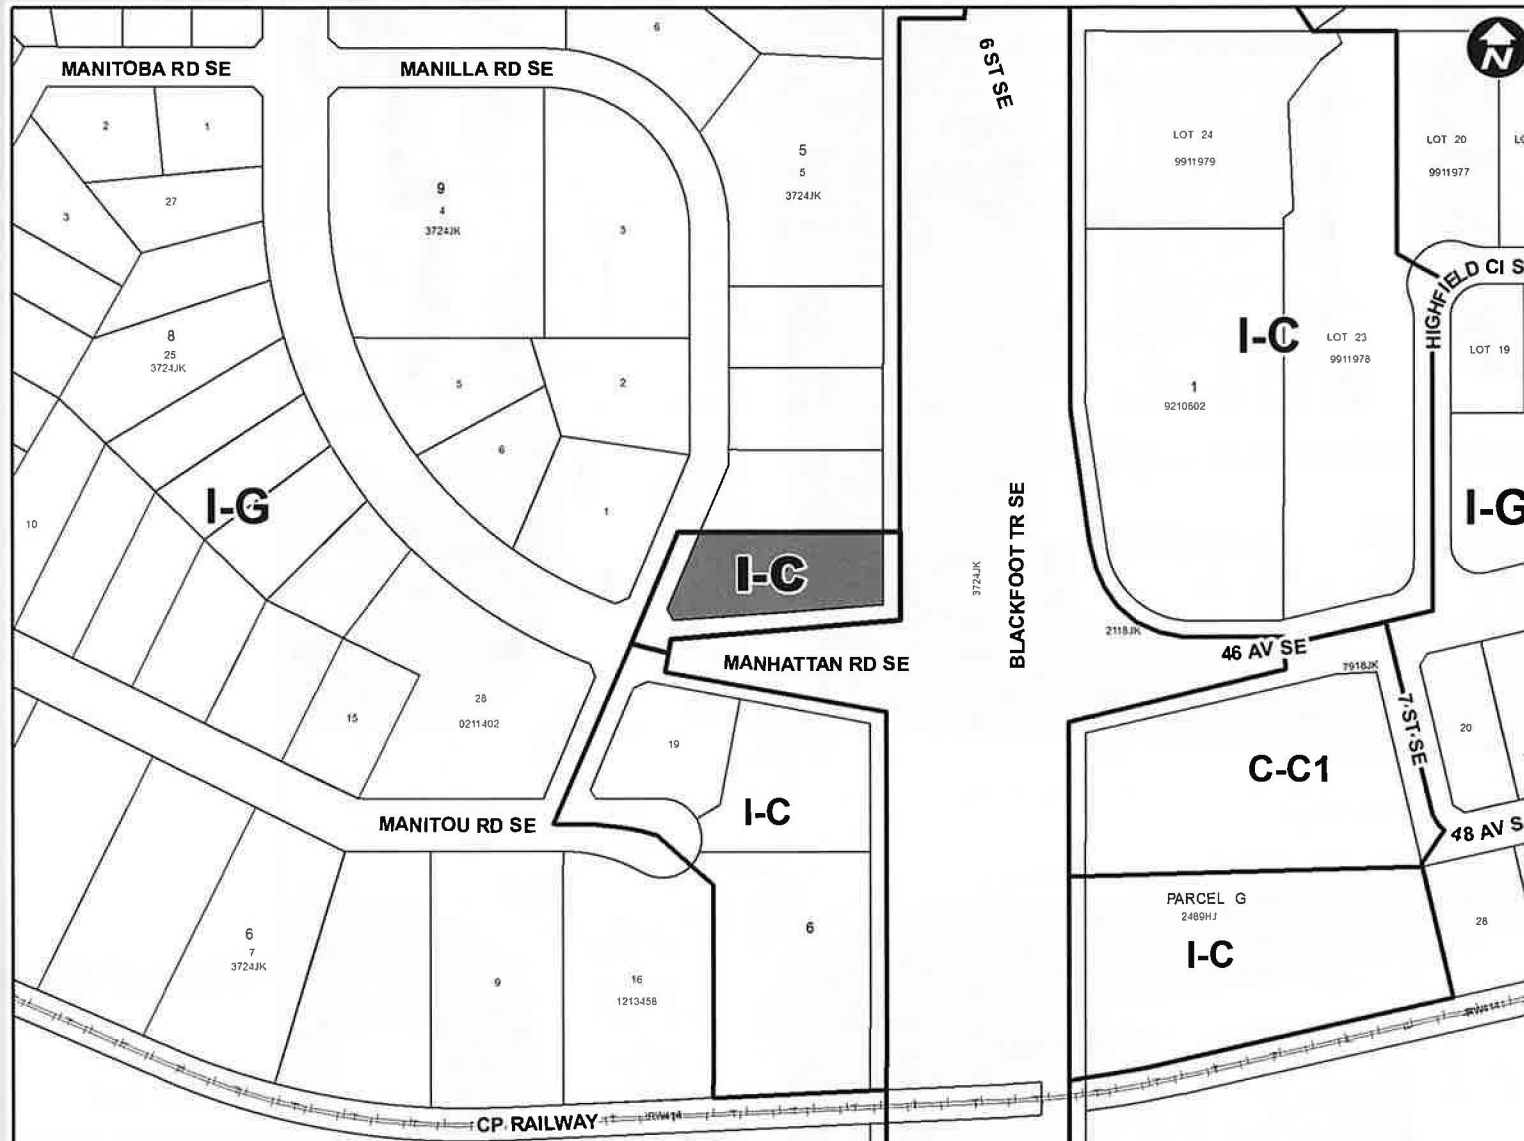 6
6 ST SE
N
MANITOBA RD SE
MANILLA RD SE
2
1
LOT 24
9911979
LOT 20
9911977
5
5
3724JK
9
4
3724JK
27
3
3
HIGHFIELD CI S
I-C
LOT 23
9911978
LOT 19
8
25
3724JK
5
2
1
9210602
6
I-G
1
10
I-G
BLACKFOOT TR SE
3724JK
I-C
2118JK
46 AV SE
7918JK
MANHATTAN RD SE
28
0211402
15
19
7 ST SE
20
C-C1
I-C
MANITOU RD SE
48 AV S
PARCEL G
2489HJ
I-C
28
6
7
3724JK
6
9
16
1213458
CP RAILWAY